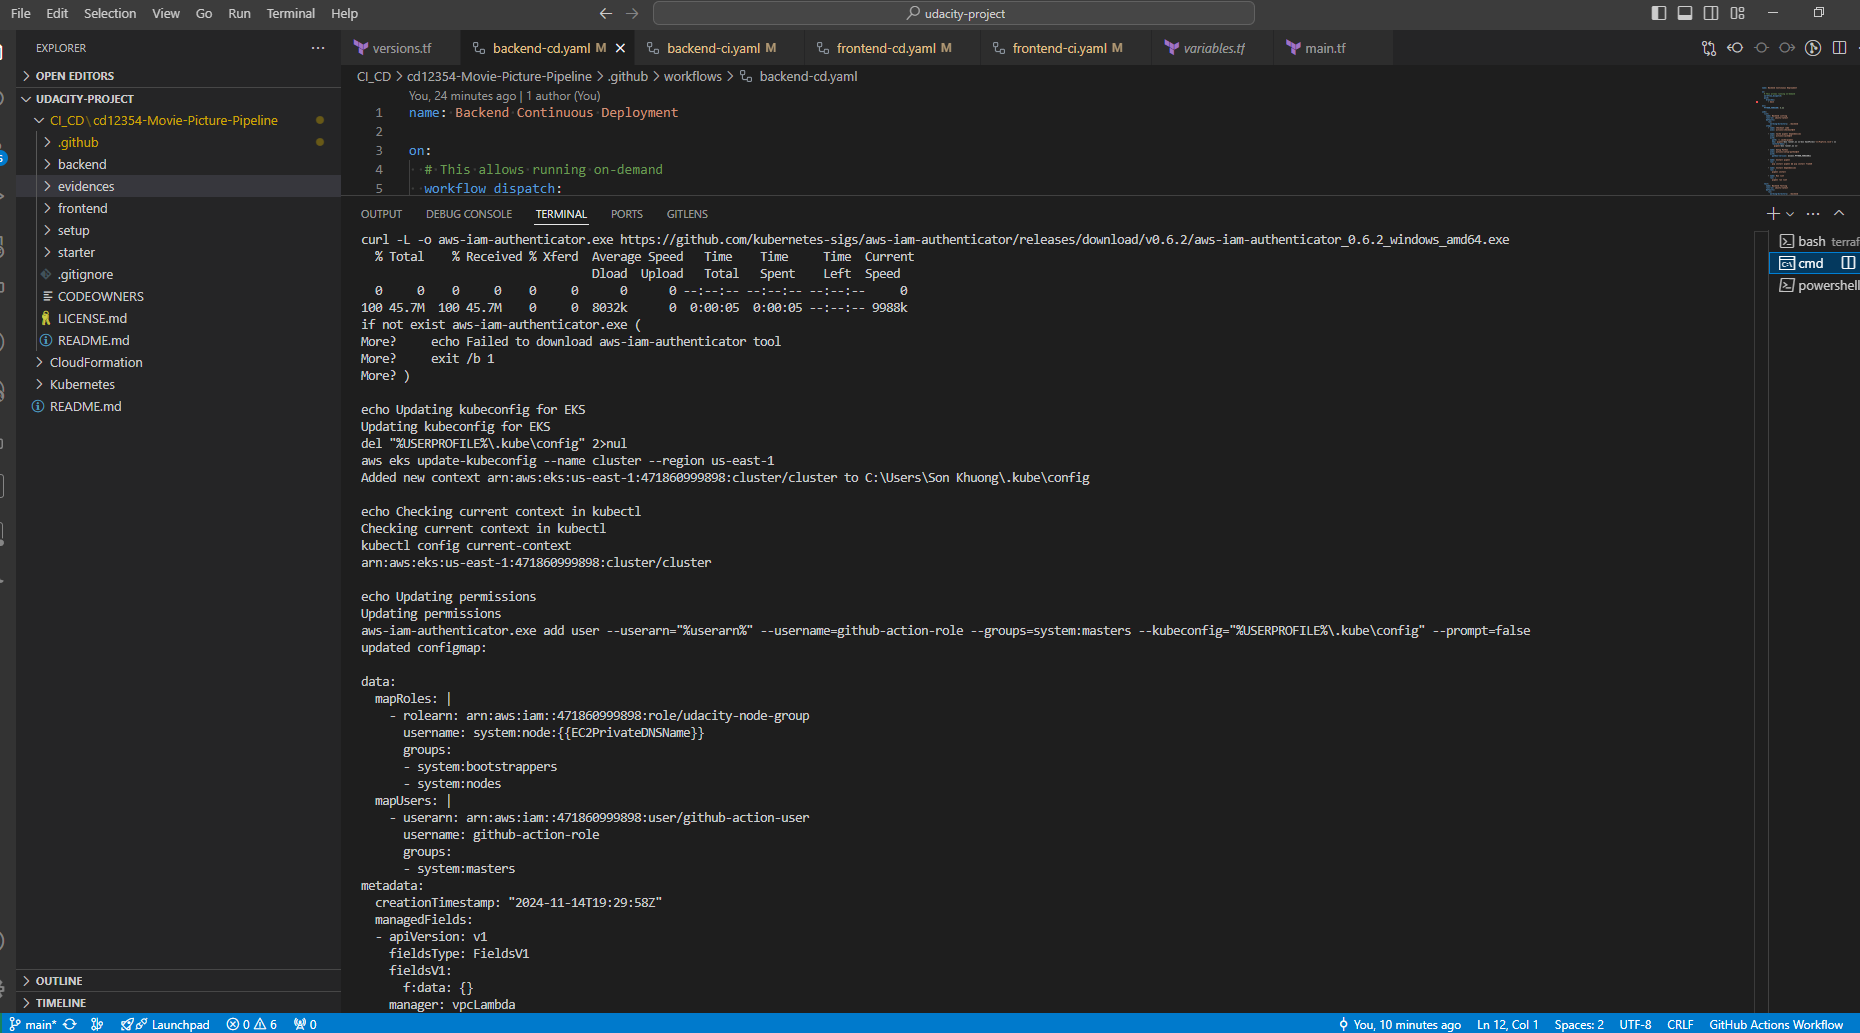 File Edit Selection View Go Run Terminal Help
udacity-project
EXPLORER
OPEN EDITORS
UDACITY-PROJECT
CI_CD\cd12354-Movie-Picture-Pipeline
.github
backend
evidences
frontend
setup
starter
.gitignore
CODEOWNERS
LICENSE.md
README.md
CloudFormation
Kubernetes
README.md
OUTLINE
TIMELINE
versions.tf
backend-cd.yaml M
backend-ci.yaml M
frontend-cd.yaml M
frontend-ci.yaml M
variables.tf
main.tf
CI_CD > cd12354-Movie-Picture-Pipeline > .github > workflows > backend-cd.yaml
You, 24 minutes ago | 1 author (You)
1 name: Backend Continuous Deployment
2
3 on:
4 # This allows running on-demand
5 workflow_dispatch:
OUTPUT DEBUG CONSOLE TERMINAL PORTS GITLENS
bash terraf
cmd
powershell
curl -L -o aws-iam-authenticator.exe https://github.com/kubernetes-sigs/aws-iam-authenticator/releases/download/v0.6.2/aws-iam-authenticator_0.6.2_windows_amd64.exe
% Total % Received % Xferd Average Speed Time Time Time Current
Dload Upload Total Spent Left Speed
0 0 0 0 0 0 0 0 --:--:-- --:--:-- --:--:-- 0
100 45.7M 100 45.7M 0 0 8032k 0 0:00:05 0:00:05 --:--:-- 9988k
if not exist aws-iam-authenticator.exe (
More? echo Failed to download aws-iam-authenticator tool
More? exit /b 1
More? )
echo Updating kubeconfig for EKS
Updating kubeconfig for EKS
del "%USERPROFILE%\.kube\config" 2>nul
aws eks update-kubeconfig --name cluster --region us-east-1
Added new context arn:aws:eks:us-east-1:471860999898:cluster/cluster to C:\Users\Son Khuong\.kube\config
echo Checking current context in kubectl
Checking current context in kubectl
kubectl config current-context
arn:aws:eks:us-east-1:471860999898:cluster/cluster
echo Updating permissions
Updating permissions
aws-iam-authenticator.exe add user --userarn="%userarn%" --username=github-action-role --groups=system:masters --kubeconfig="%USERPROFILE%\.kube\config" --prompt=false
updated configmap:
data:
mapRoles: |
- rolearn: arn:aws:iam::471860999898:role/udacity-node-group
username: system:node:{{EC2PrivateDNSName}}
groups:
- system:bootstrappers
- system:nodes
mapUsers: |
- userarn: arn:aws:iam::471860999898:user/github-action-user
username: github-action-role
groups:
- system:masters
metadata:
creationTimestamp: "2024-11-14T19:29:58Z"
managedFields:
- apiVersion: v1
fieldsType: FieldsV1
fieldsV1:
f:data: {}
manager: vpcLambda
main* Launchpad 0 6 0
You, 10 minutes ago Ln 12, Col 1 Spaces: 2 UTF-8 CRLF GitHub Actions Workflow